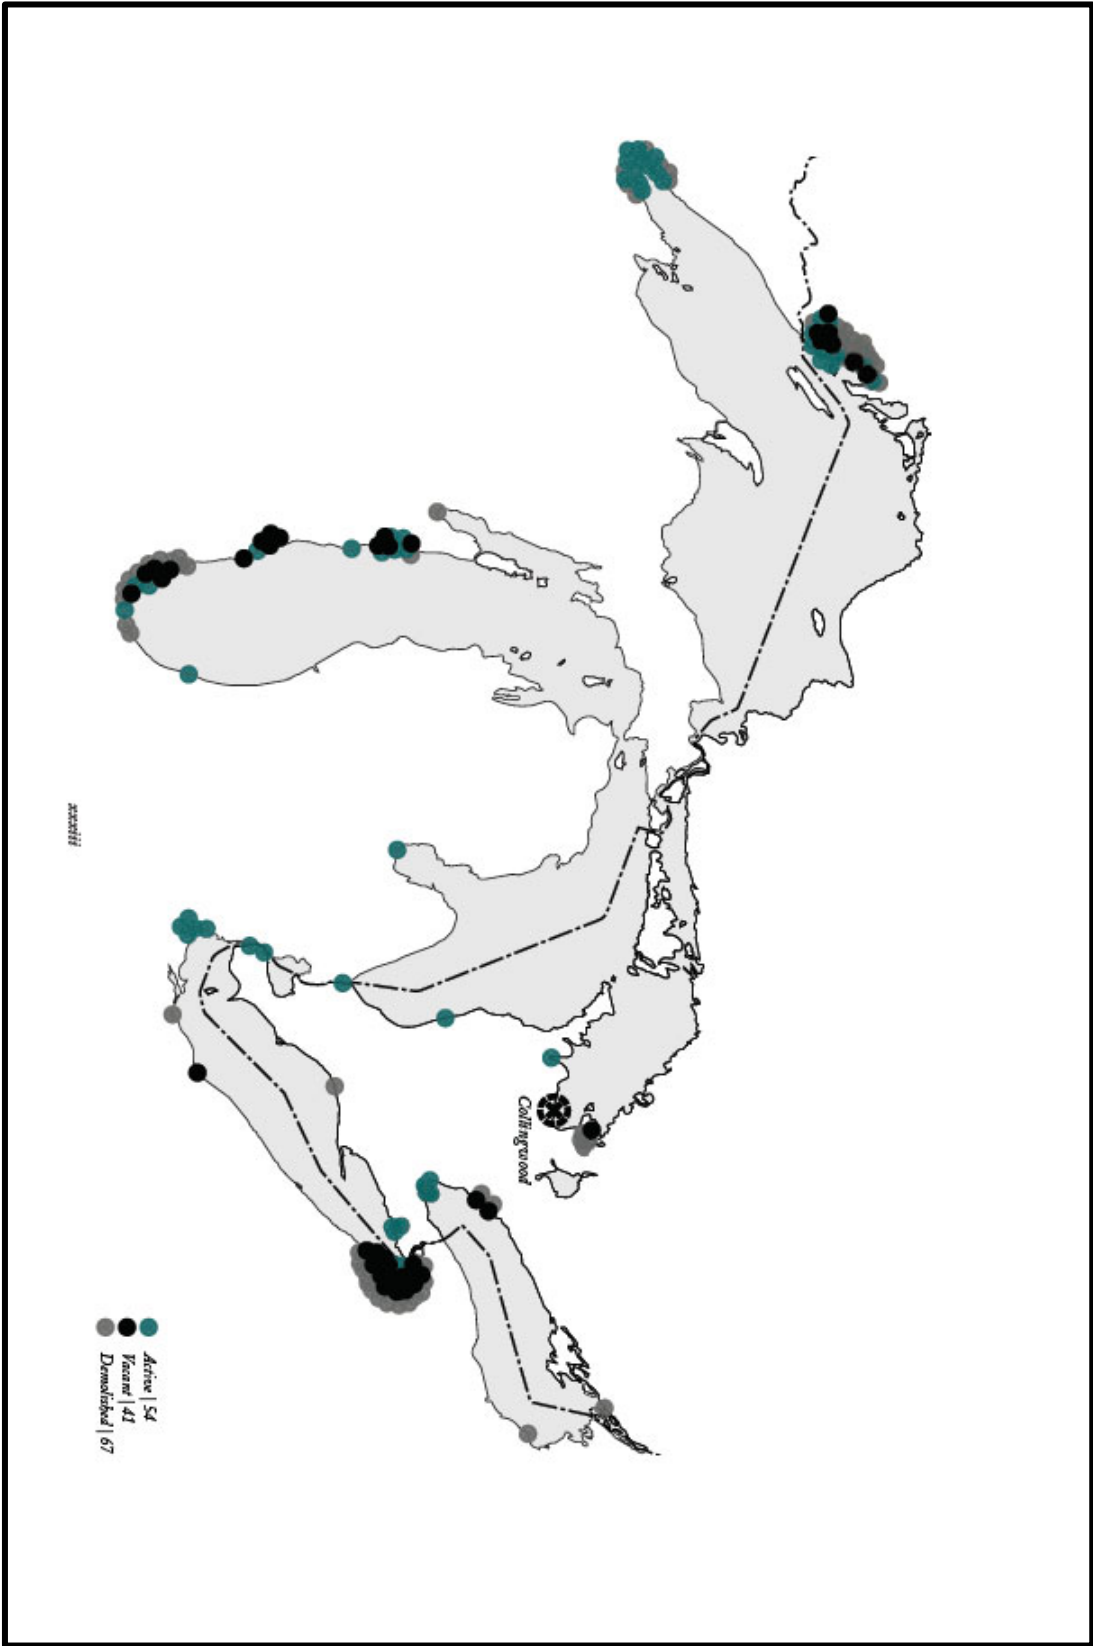 Collingwood
Active | 54
Vacant | 41
Demolished | 67
xxxiii